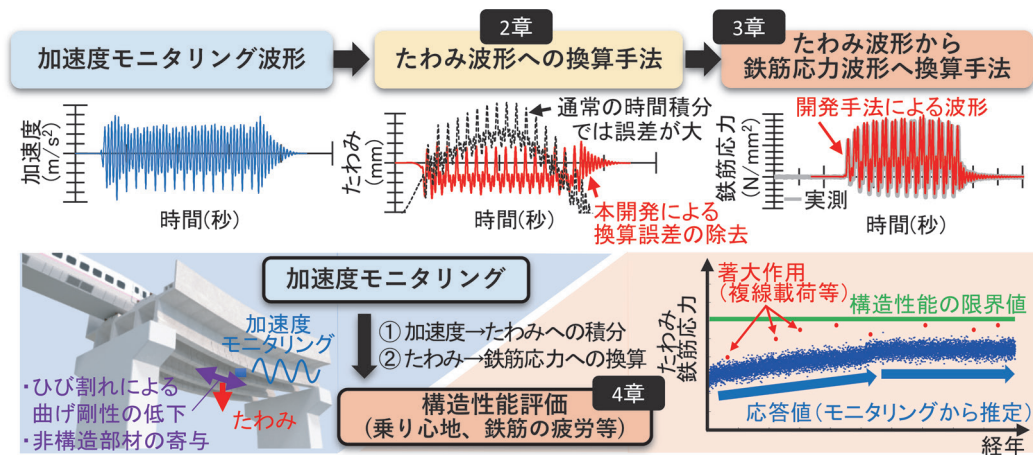 2章
3章
加速度モニタリング波形
たわみ波形への換算手法
たわみ波形から
鉄筋応力波形へ換算手法
加速度
(m/s²)
時間(秒)
たわみ
(mm)
通常の時間積分
では誤差が大
時間(秒)
本開発による
換算誤差の除去
鉄筋応力
(N/mm²)
開発手法による波形
実測
時間(秒)
加速度モニタリング
① 加速度→たわみへの積分
② たわみ→鉄筋応力への換算
4章
構造性能評価
(乗り心地、鉄筋の疲労等)
加速度
モニタリング
・ひび割れによる
曲げ剛性の低下
・非構造部材の寄与
たわみ
たわみ
鉄筋応力
著大作用
(複線載荷等)
構造性能の限界値
応答値(モニタリングから推定)
経年